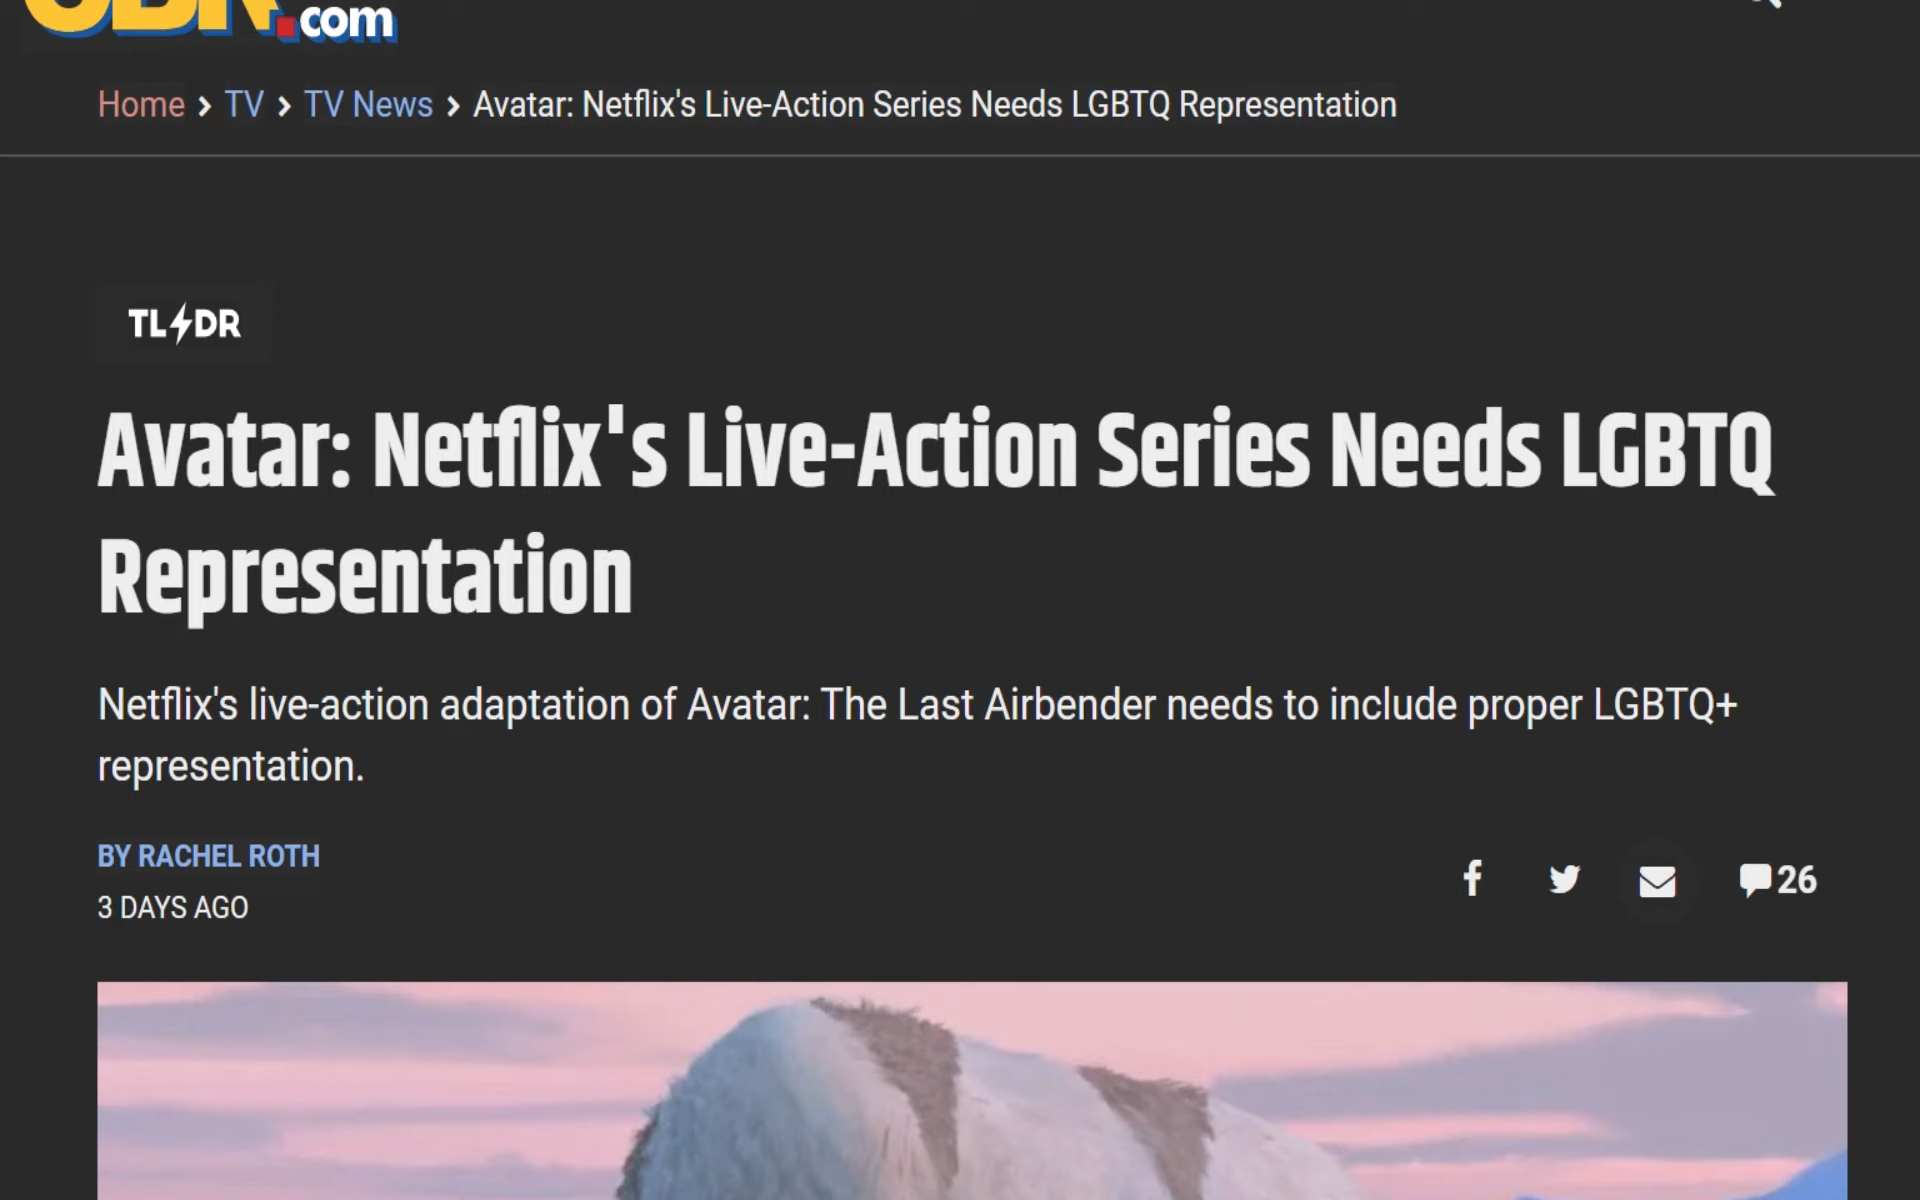 CBR.com
Home > TV > TV News > Avatar: Netflix's Live-Action Series Needs LGBTQ Representation
TL DR
Avatar: Netflix's Live-Action Series Needs LGBTQ
Representation
Netflix's live-action adaptation of Avatar: The Last Airbender needs to include proper LGBTQ+
representation.
BY RACHEL ROTH
3 DAYS AGO
26